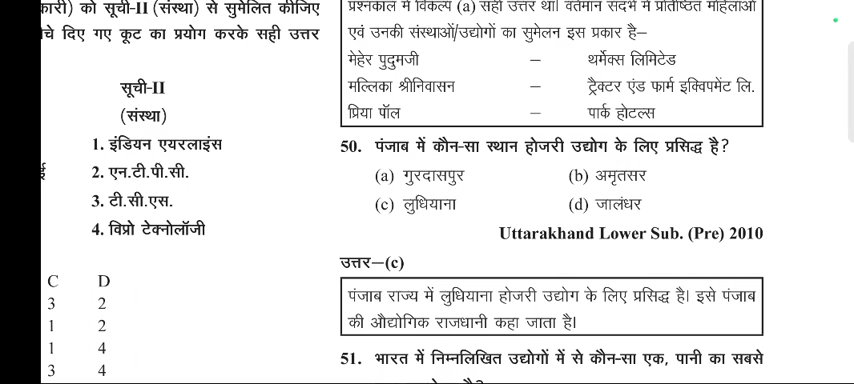 कारी) को सूची-II (संस्था) से सुमेलित कीजिए
चे दिए गए कूट का प्रयोग करके सही उत्तर
सूची-II
(संस्था)
1. इंडियन एयरलाइंस
2. एन.टी.पी.सी.
3. टी.सी.एस.
4. विप्रो टेक्नोलॉजी
C D
3 2
1 2
1 4
3 4
प्रश्नकाल में विकल्प (a) सही उत्तर था। वर्तमान संदर्भ में प्रतिष्ठित महिलाओं
एवं उनकी संस्थाओं/उद्योगों का सुमेलन इस प्रकार है–
मेहेर पुदुमजी – थर्मेक्स लिमिटेड
मल्लिका श्रीनिवासन – ट्रैक्टर एंड फार्म इक्विपमेंट लि.
प्रिया पॉल – पार्क होटल्स
50. पंजाब में कौन-सा स्थान होजरी उद्योग के लिए प्रसिद्ध है?
(a) गुरदासपुर (b) अमृतसर
(c) लुधियाना (d) जालंधर
Uttarakhand Lower Sub. (Pre) 2010
उत्तर–(c)
पंजाब राज्य में लुधियाना होजरी उद्योग के लिए प्रसिद्ध है। इसे पंजाब
की औद्योगिक राजधानी कहा जाता है।
51. भारत में निम्नलिखित उद्योगों में से कौन-सा एक, पानी का सबसे